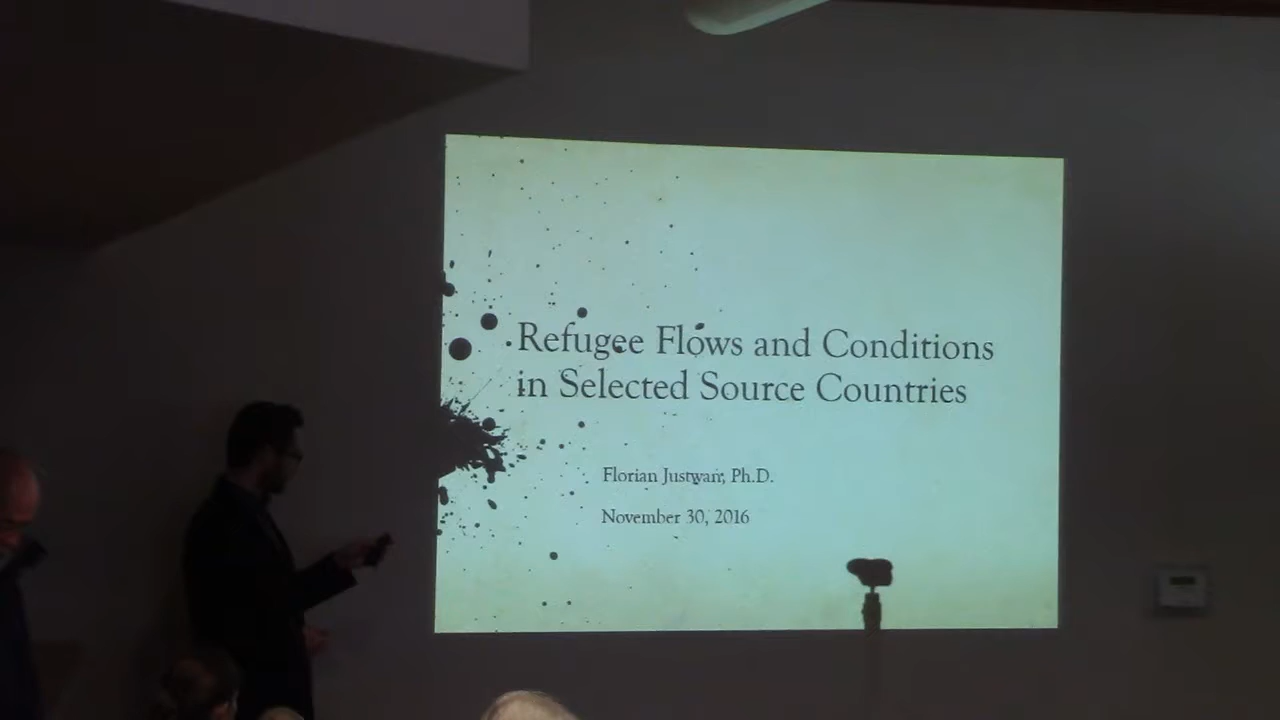 Refugee Flows and Conditions
in Selected Source Countries
Florian Justwan, Ph.D.
November 30, 2016